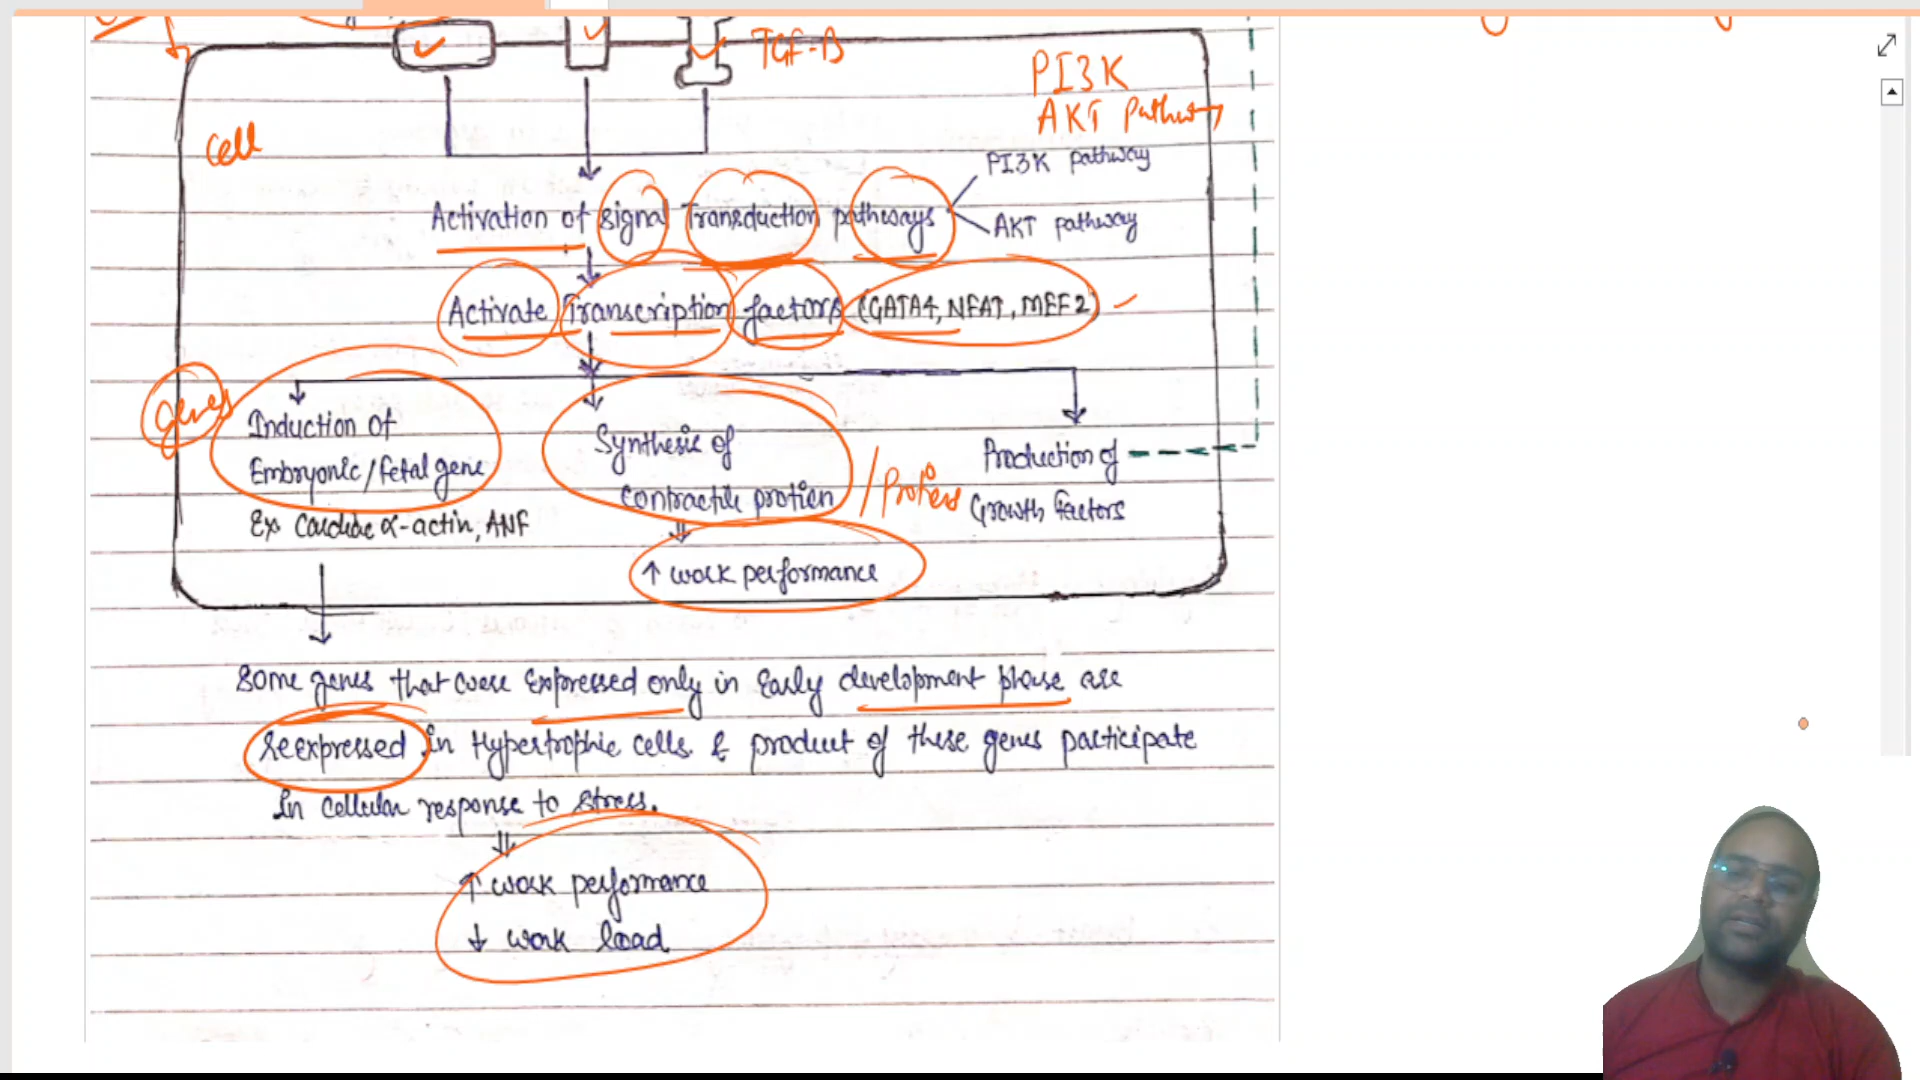 TGF-B
PI3K
AKT Pathway
cell
PI3K pathway
Activation of signal Transduction pathways
AKT pathway
Activate Transcription factors (GATA4, NFAT, MEF2)
genes
Induction of
Embryonic/fetal gene
Ex Cardiac α-actin, ANF
Synthesis of
contractile protien
/ Proteins
Production of
Growth factors
↑ work performance
Some genes that were Expressed only in Early development phase are
Reexpressed in Hypertrophic cells & product of these genes participate
In cellular response to stress.
↑ work performance
↓ work load